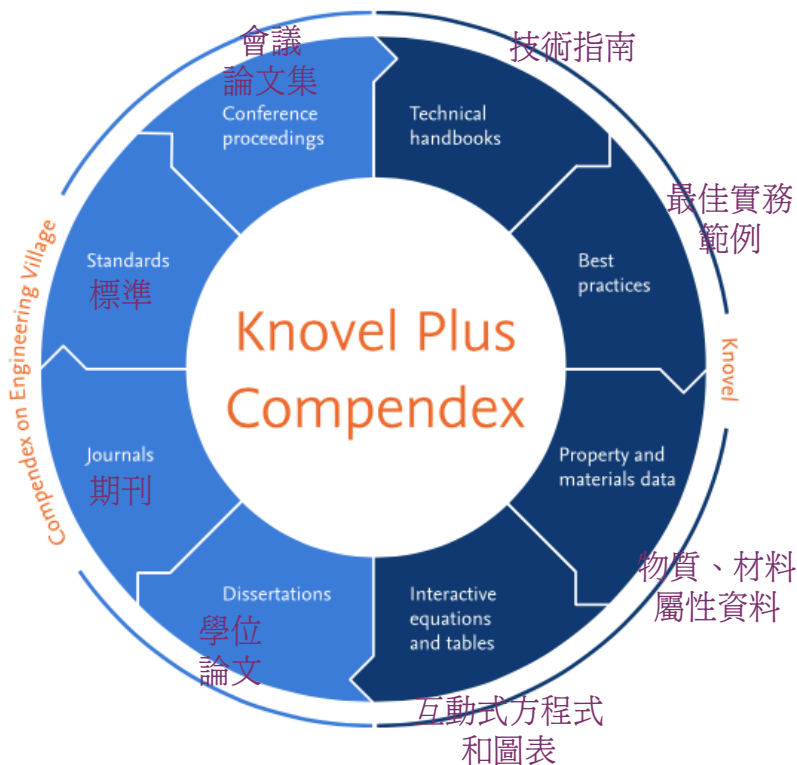 會議
論文集
Conference
proceedings
技術指南
Technical
handbooks
最佳實務
範例
Best
practices
Standards
標準
Compendex on Engineering Village
Knovel Plus
Compendex
Knovel
Journals
期刊
Property and
materials data
物質、材料
屬性資料
Dissertations
學位
論文
Interactive
equations
and tables
互動式方程式
和圖表